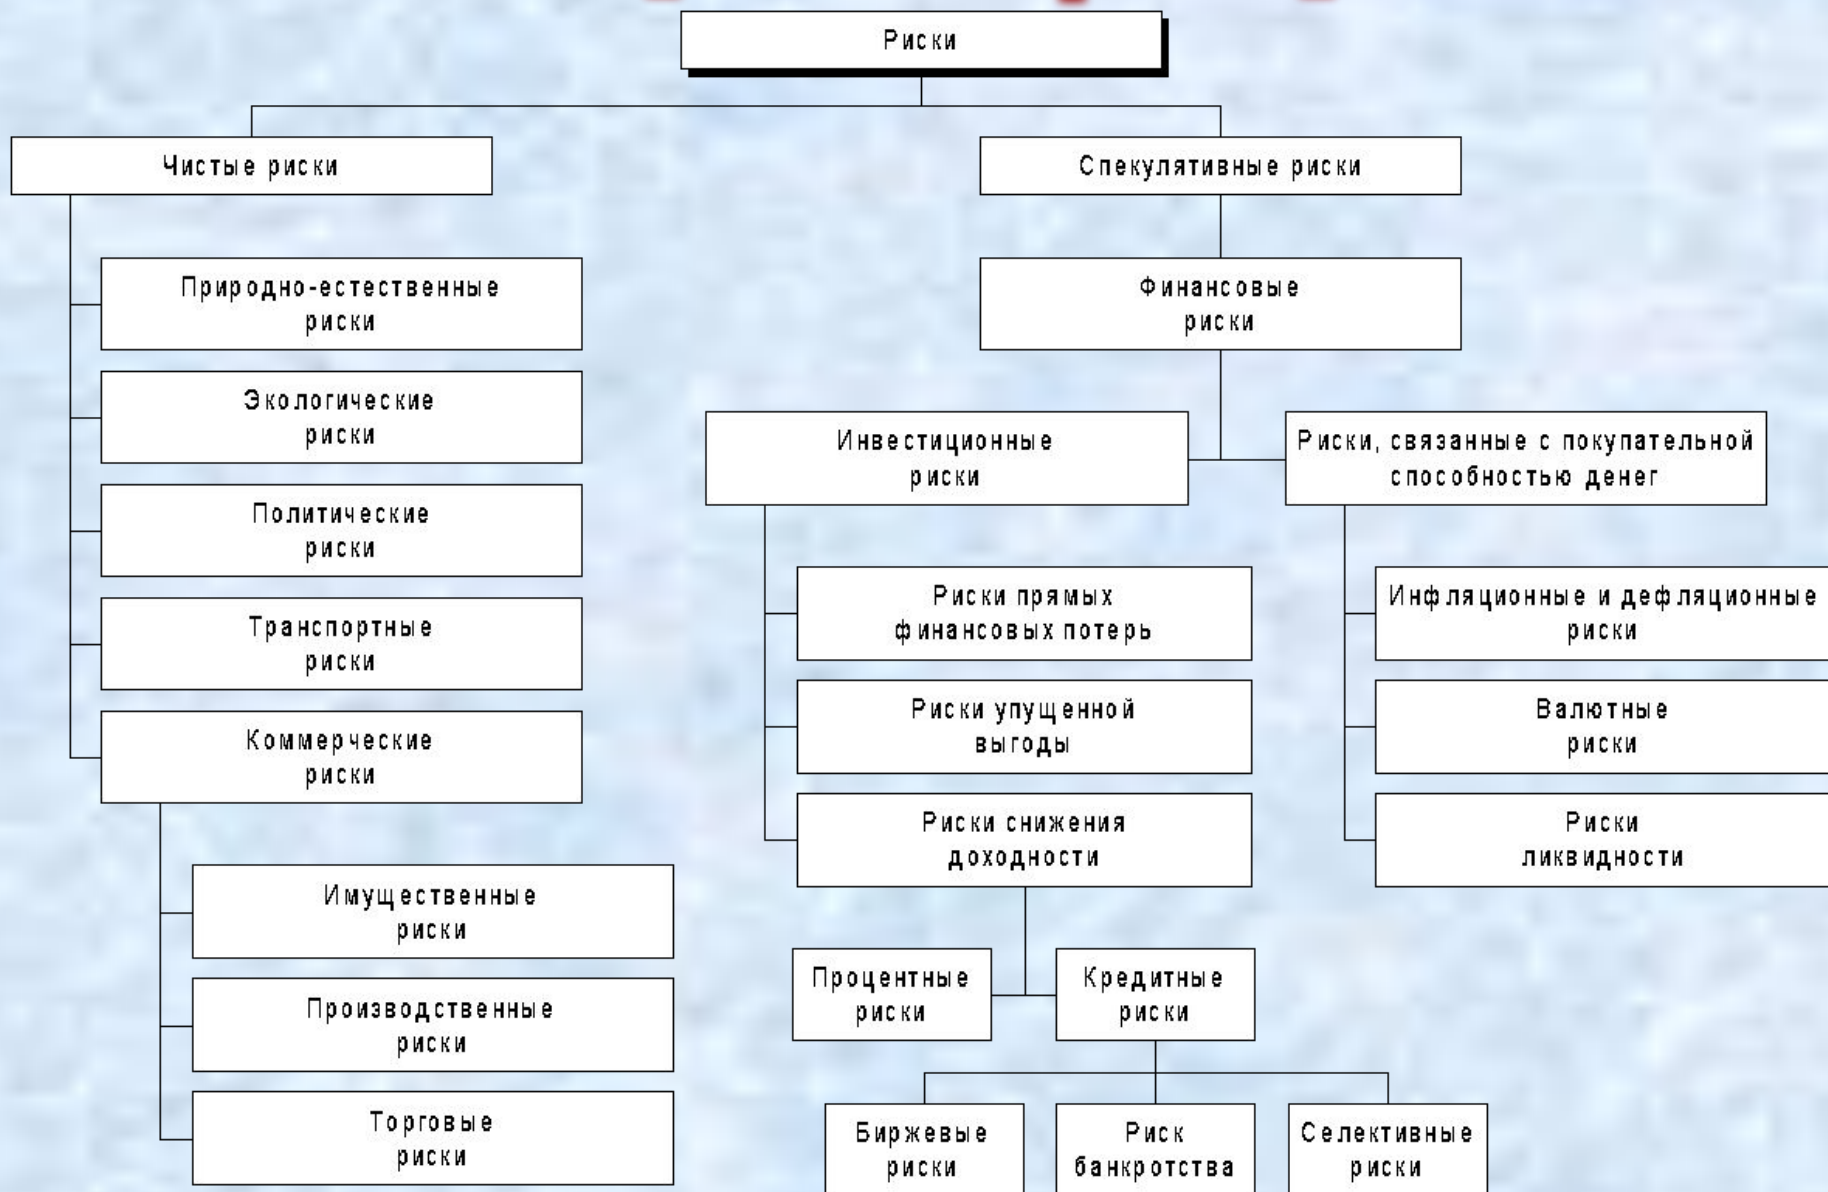 Риски
Чистые риски
Спекулятивные риски
Природно-естественные
риски
Экологические
риски
Политические
риски
Транспортные
риски
Коммерческие
риски
Имущественные
риски
Производственные
риски
Торговые
риски
Финансовые
риски
Инвестиционные
риски
Риски, связанные с покупательной
способностью денег
Риски прямых
финансовых потерь
Риски упущенной
выгоды
Риски снижения
доходности
Инфляционные и дефляционные
риски
Валютные
риски
Риски
ликвидности
Процентные
риски
Кредитные
риски
Биржевые
риски
Риск
банкротства
Селективные
риски